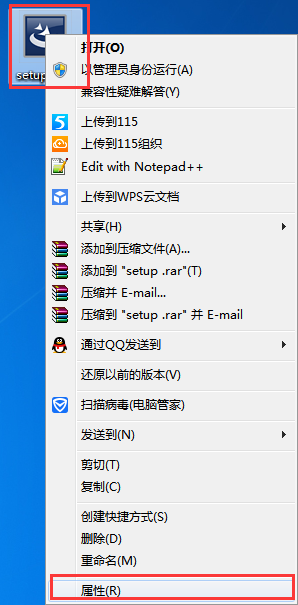 setup
打开(O)
以管理员身份运行(A)
兼容性疑难解答(Y)
上传到115
上传到115组织
Edit with Notepad++
上传到WPS云文档
共享(H)
添加到压缩文件(A)...
添加到 "setup .rar"(T)
压缩并 E-mail...
压缩到 "setup .rar" 并 E-mail
通过QQ发送到
还原以前的版本(V)
扫描病毒(电脑管家)
发送到(N)
剪切(T)
复制(C)
创建快捷方式(S)
删除(D)
重命名(M)
属性(R)